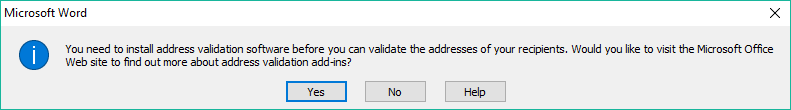 Microsoft Word
You need to install address validation software before you can validate the addresses of your recipients. Would you like to visit the Microsoft Office
Web site to find out more about address validation add-ins?
Yes
No
Help